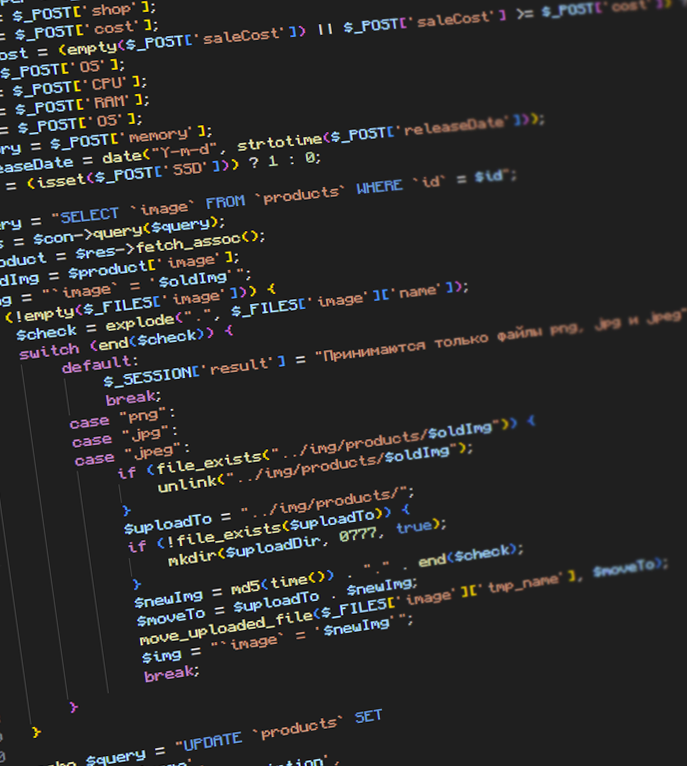 $_POST['shop'];
= $_POST['cost'];
ost = (empty($_POST['saleCost']) || $_POST['saleCost'] >= $_POST['cost'])
$_POST['OS'];
= $_POST['CPU'];
= $_POST['RAM'];
= $_POST['OS'];
ry = $_POST['memory'];
easeDate = date("Y-m-d", strtotime($_POST['releaseDate']));
= (isset($_POST['SSD'])) ? 1 : 0;
ry = "SELECT `image` FROM `products` WHERE `id` = $id";
s = $con->query($query);
oduct = $res->fetch_assoc();
dImg = $product['image'];
g = "`image` = '$oldImg'";
(!empty($_FILES['image'])) {
$check = explode(".", $_FILES['image']['name']);
switch (end($check)) {
default:
$_SESSION['result'] = "Принимаются только файлы png, jpg и jpeg"
break;
case "png":
case "jpg":
case "jpeg":
if (file_exists("../img/products/$oldImg")) {
unlink("../img/products/$oldImg");
}
$uploadTo = "../img/products/";
if (!file_exists($uploadTo)) {
mkdir($uploadDir, 0777, true);
}
$newImg = md5(time()) . "." . end($check);
$moveTo = $uploadTo . $newImg;
move_uploaded_file($_FILES['image']['tmp_name'], $moveTo);
$img = "`image` = '$newImg'";
break;
}
}
$query = "UPDATE `products` SET